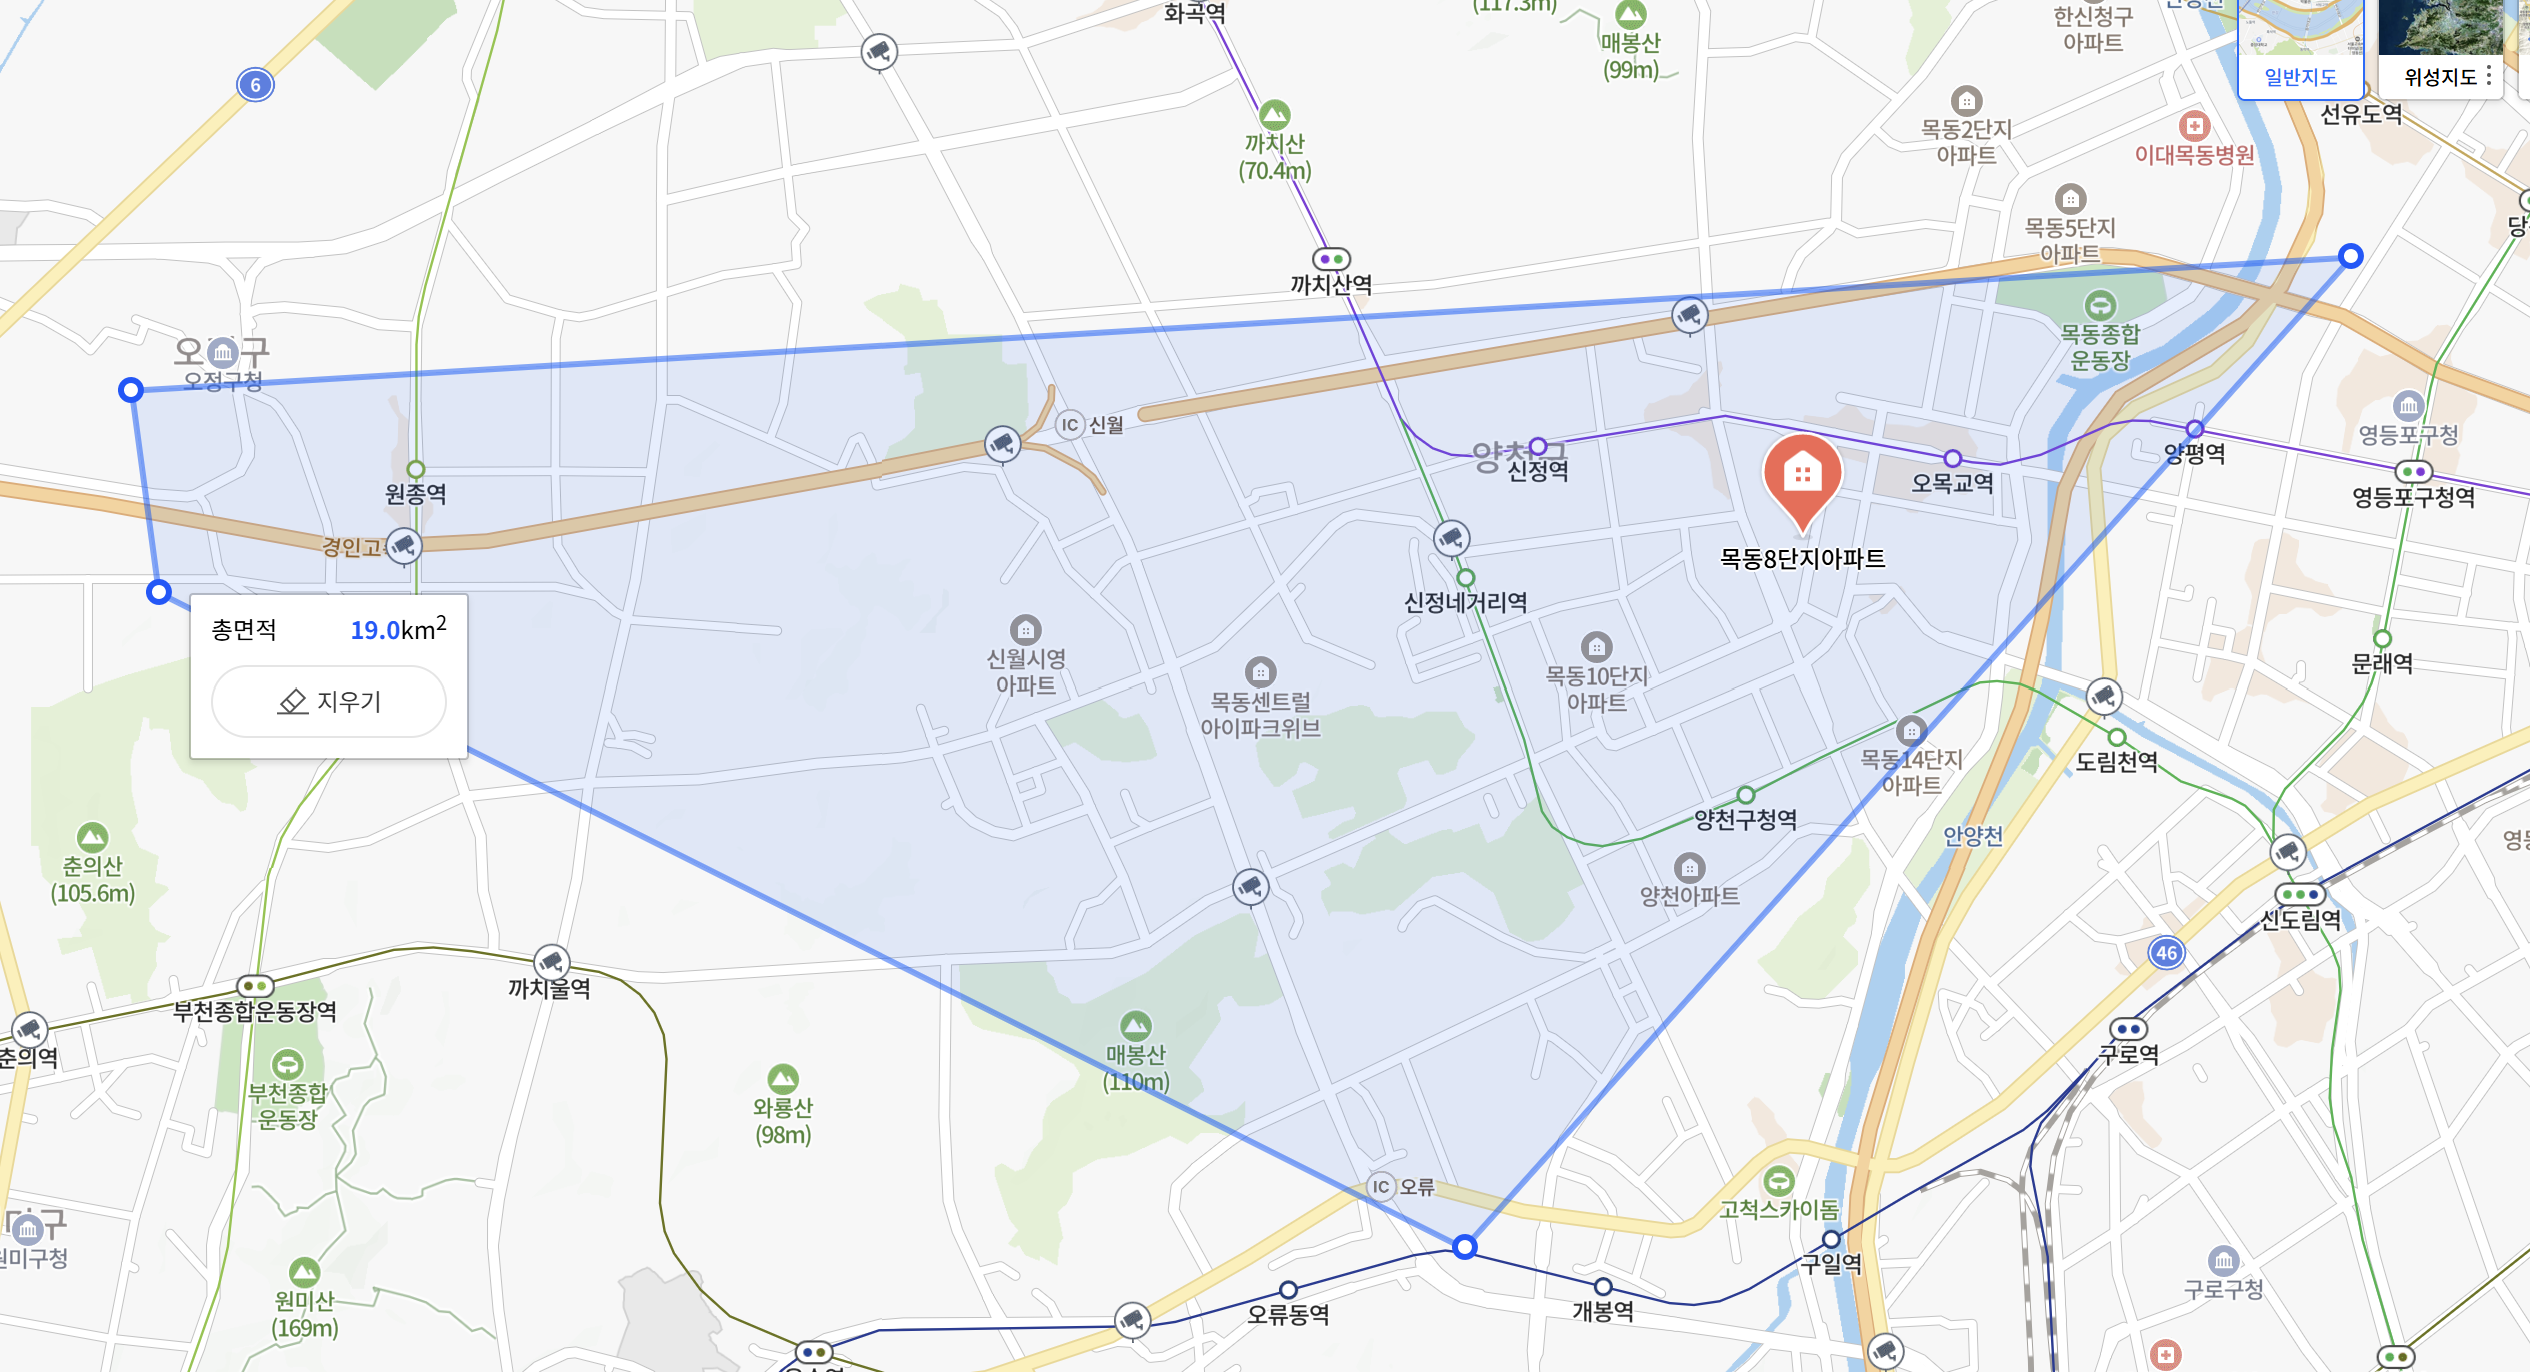 화곡역
(117.3m)
매봉산
(99m)
한신청구
아파트
일반지도
위성지도
선유도역
6
까치산
(70.4m)
목동2단지
아파트
이대목동병원
목동5단지
아파트
까치산역
오정구청
목동종합
운동장
IC 신월
양천구
신정역
오목교역
양평역
영등포구청
영등포구청역
원종역
목동8단지아파트
신정네거리역
총면적 19.0km2
지우기
신월시영
아파트
목동센트럴
아이파크위브
목동10단지
아파트
문래역
목동14단지
아파트
도림천역
양천구청역
안양천
춘의산
(105.6m)
양천아파트
신도림역
46
까치울역
부천종합운동장역
춘의역
매봉산
(110m)
구로역
부천종합
운동장
와룡산
(98m)
IC 오류
고척스카이돔
원미구청
구일역
구로구청
원미산
(169m)
오류동역
개봉역